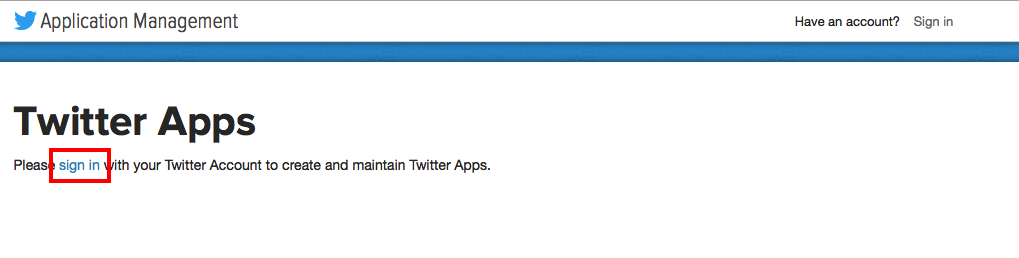 Application Management
Have an account? Sign in
Twitter Apps
Please sign in with your Twitter Account to create and maintain Twitter Apps.